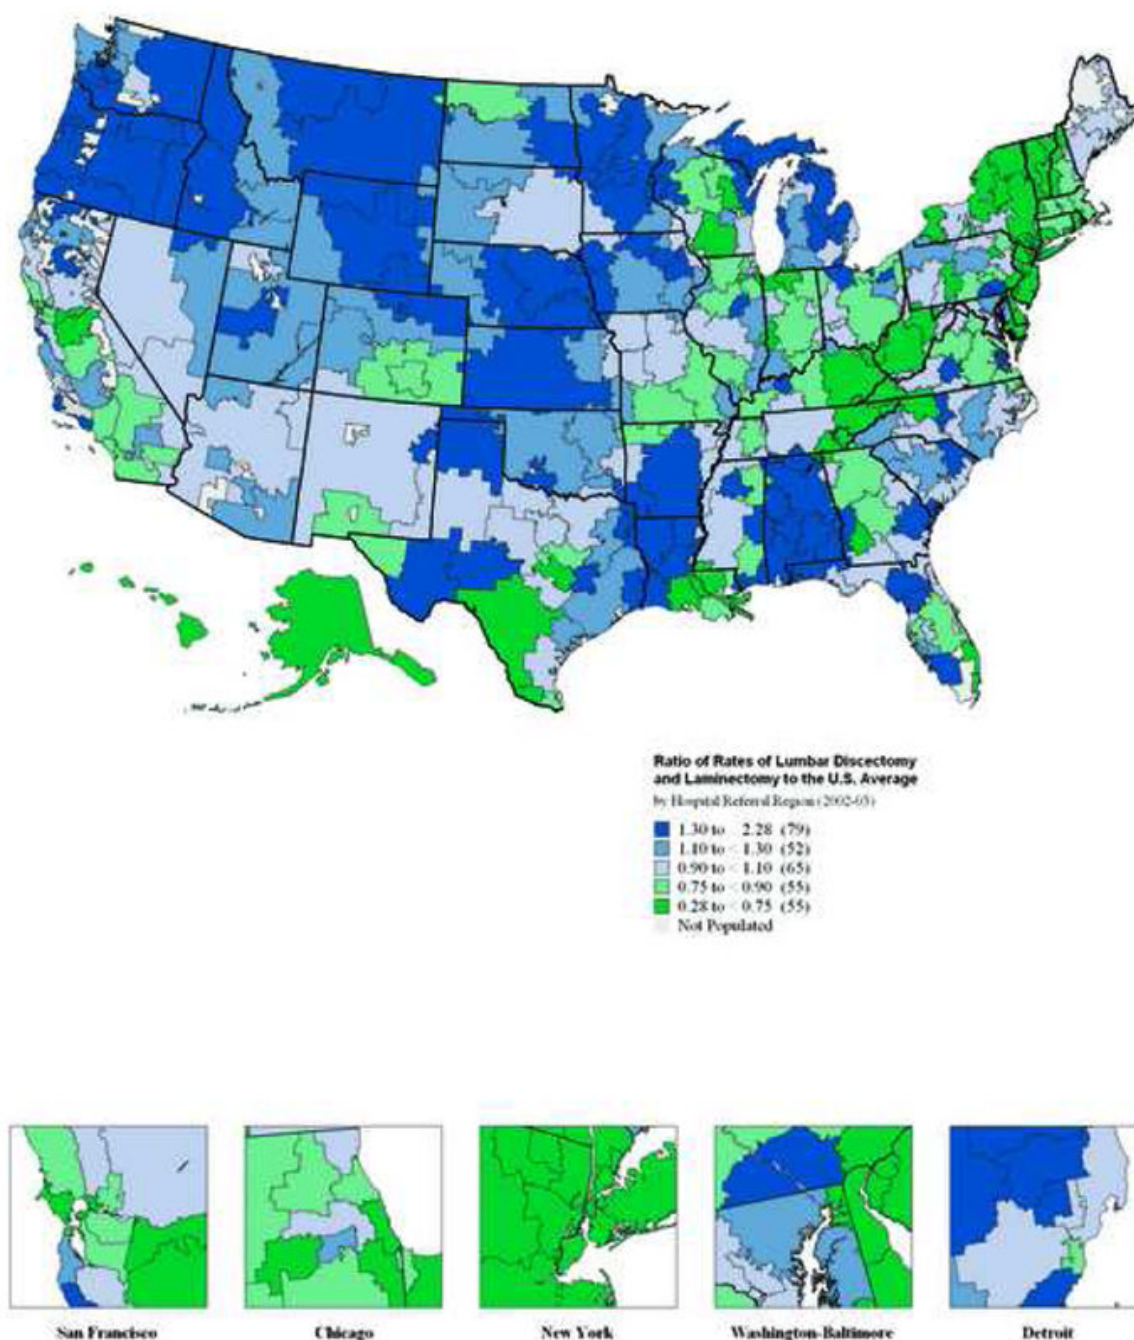 Ratio of Rates of Lumbar Discectomy
and Laminectomy to the U.S. Average
by Hospital Referral Region (2002-03)
1.30 to 2.28 (79)
1.10 to < 1.30 (52)
0.90 to < 1.10 (65)
0.75 to < 0.90 (55)
0.28 to < 0.75 (55)
Not Populated
San Francisco
Chicago
New York
Washington-Baltimore
Detroit